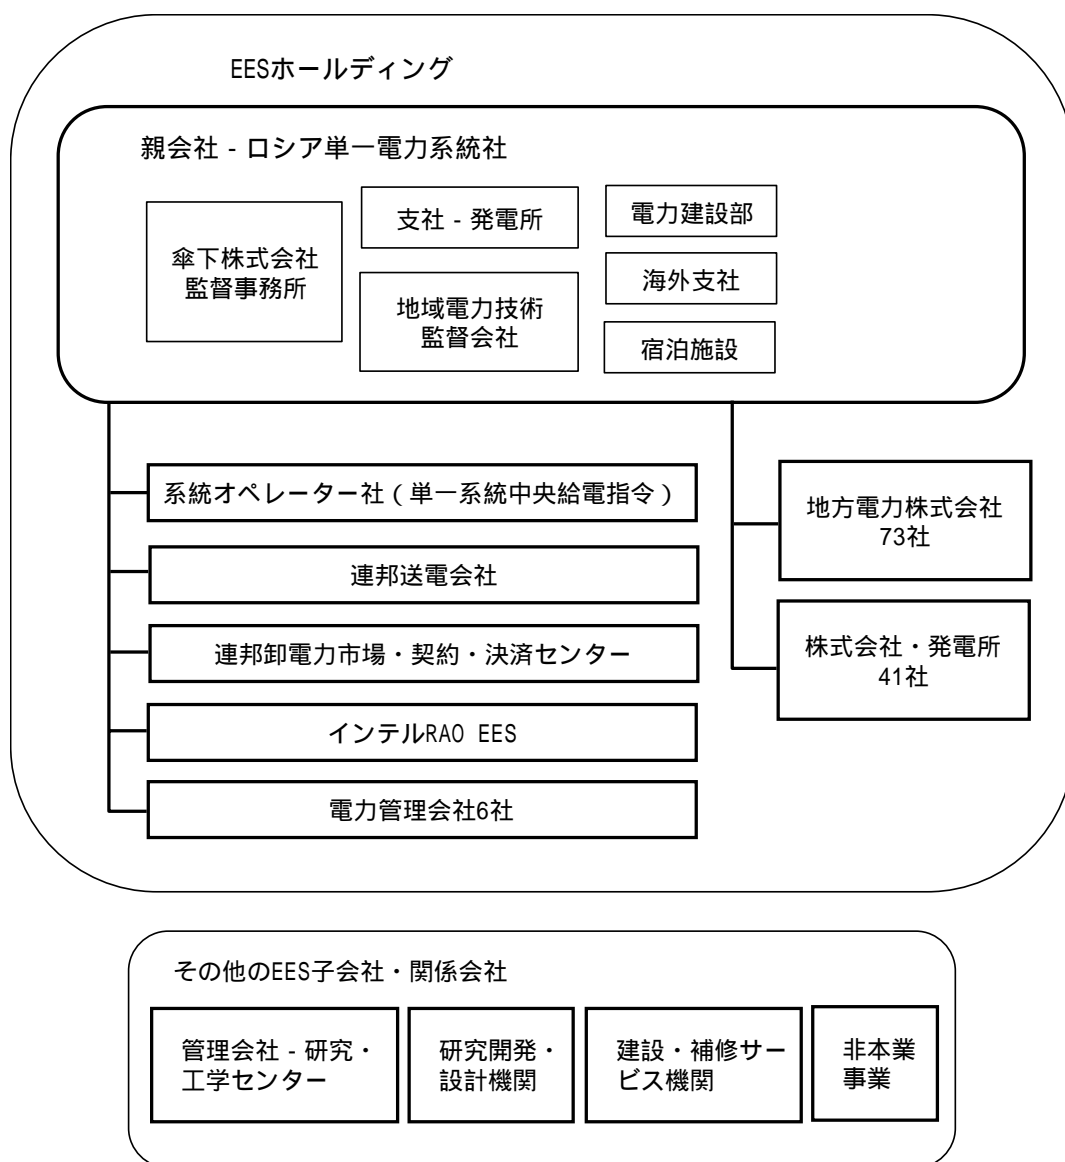 EESホールディング
親会社 - ロシア単一電力系統社
傘下株式会社
監督事務所
支社 - 発電所
地域電力技術
監督会社
電力建設部
海外支社
宿泊施設
系統オペレーター社（単一系統中央給電指令）
連邦送電会社
連邦卸電力市場・契約・決済センター
インテルRAO EES
電力管理会社6社
地方電力株式会社
73社
株式会社・発電所
41社
その他のEES子会社・関係会社
管理会社 - 研究・
工学センター
研究開発・
設計機関
建設・補修サー
ビス機関
非本業
事業